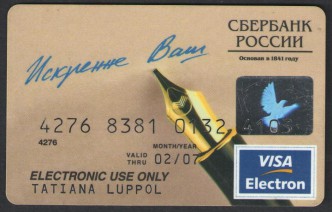 СБЕРБАНК
РОССИИ
Основан в 1841 году
Искренне Ваш
4276 8381 0132
4276
MONTH/YEAR
VALID
THRU 02/07
ELECTRONIC USE ONLY
TATIANA LUPPOL
VISA
Electron